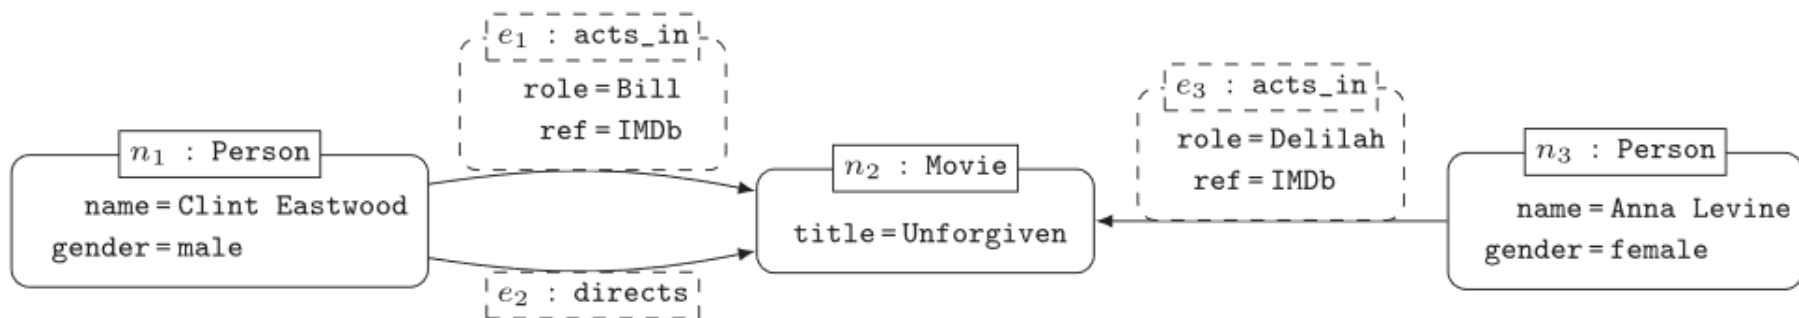 n₁ : Person
name = Clint Eastwood
gender = male
e₁ : acts_in
role = Bill
ref = IMDb
e₂ : directs
n₂ : Movie
title = Unforgiven
e₃ : acts_in
role = Delilah
ref = IMDb
n₃ : Person
name = Anna Levine
gender = female